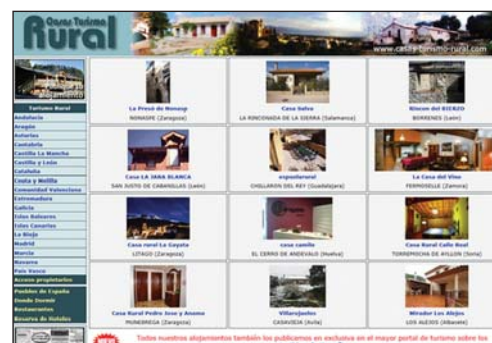 Casas Turismo
Rural
www.casas-turismo-rural.com
alojamiento
Turismo Rural
Andalucía
Aragón
Asturias
Cantabria
Castilla La Mancha
Castilla y León
Cataluña
Ceuta y Melilla
Comunidad Valenciana
Extremadura
Galicia
Islas Baleares
Islas Canarias
La Rioja
Madrid
Murcia
Navarra
País Vasco
Acceso propietarios
Pueblos de España
Donde Dormir
Restaurantes
Reserva de Hoteles
La Presó de Nonasp
NONASPE (Zaragoza)
Casa Salva
LA RINCONADA DE LA SIERRA (Salamanca)
Rincon del BIERZO
BORRENES (León)
Casa LA JANA BLANCA
SAN JUSTO DE CABANILLAS (León)
espontorural
CHILLARON DEL REY (Guadalajara)
La Casa del Vino
FERMOSELLE (Zamora)
Casa rural La Gayata
LITAGO (Zaragoza)
casa camilo
EL CERRO DE ANDEVALO (Huelva)
Casa Rural Calle Real
TORREMOCHA DE AYLLON (Soria)
Casa Rural Pedro Jose y Anama
MUNEBREGA (Zaragoza)
Villarejuelos
CASAVIEJA (Avila)
Mirador Los Alejos
LOS ALEJOS (Albacete)
Todos nuestros alojamientos también los publicamos en exclusiva en el mayor portal de turismo sobre los